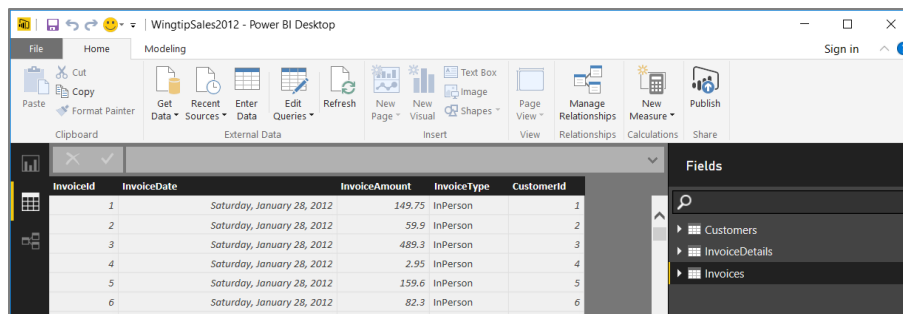 WingtipSales2012 - Power BI Desktop
File Home Modeling Sign in
Paste
Cut
Copy
Format Painter
Get Data
Recent Sources
Enter Data
Edit Queries
Refresh
New Page
New Visual
Text Box
Image
Shapes
Page View
Manage Relationships
New Measure
Publish
Clipboard External Data Insert View Relationships Calculations Share
Fields
InvoiceId InvoiceDate InvoiceAmount InvoiceType CustomerId
1 Saturday, January 28, 2012 149.75 InPerson 1
2 Saturday, January 28, 2012 59.9 InPerson 2
3 Saturday, January 28, 2012 489.3 InPerson 3
4 Saturday, January 28, 2012 2.95 InPerson 4
5 Saturday, January 28, 2012 159.6 InPerson 5
6 Saturday, January 28, 2012 82.3 InPerson 6
Customers
InvoiceDetails
Invoices